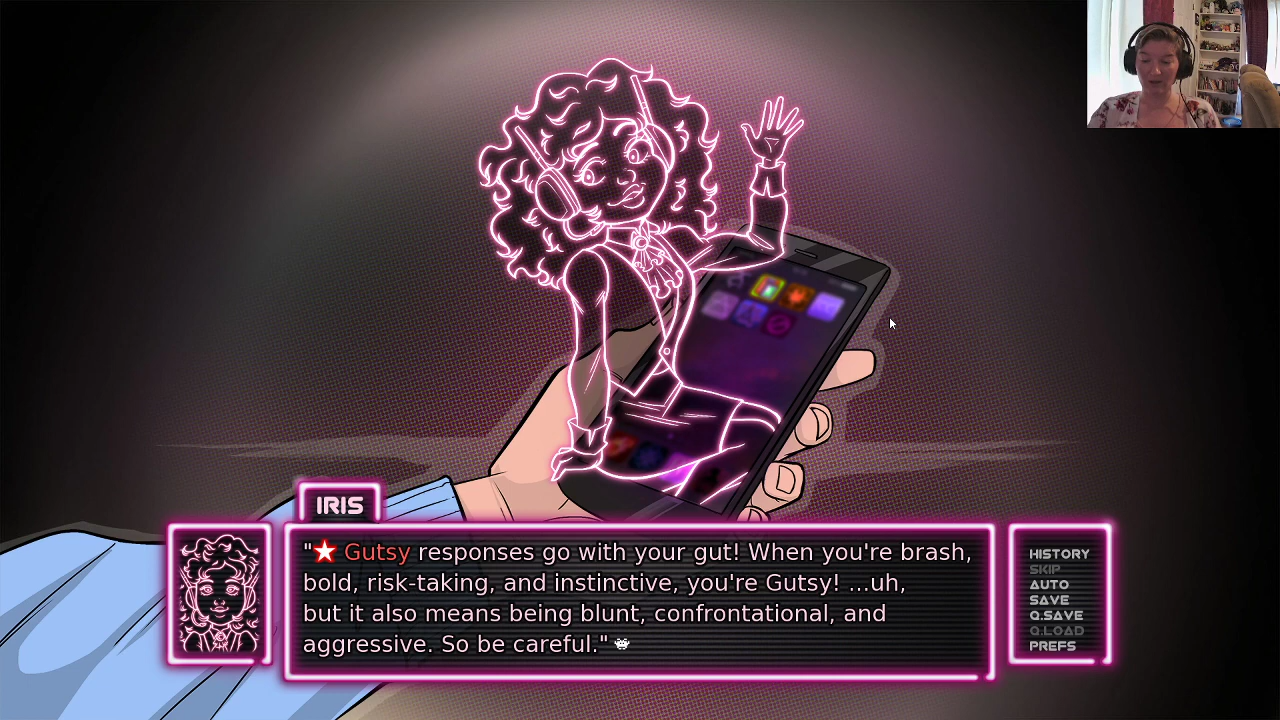 IRIS
"★ Gutsy responses go with your gut! When you're brash,
bold, risk-taking, and instinctive, you're Gutsy! ...uh,
but it also means being blunt, confrontational, and
aggressive. So be careful."
HISTORY
SKIP
AUTO
SAVE
Q.SAVE
Q.LOAD
PREFS